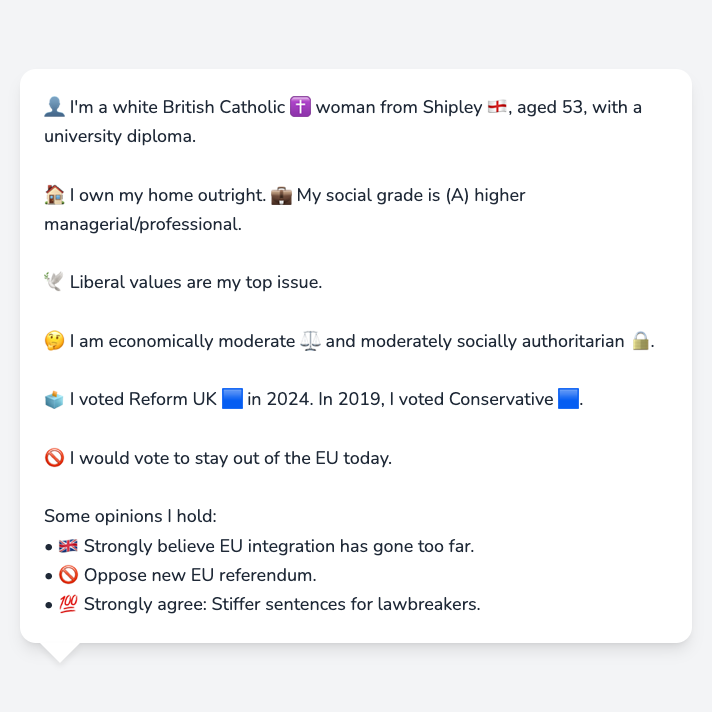 👤 I'm a white British Catholic ✝️ woman from Shipley 🏴󠁧󠁢󠁥󠁮󠁧󠁿, aged 53, with a
university diploma.
🏠 I own my home outright. 💼 My social grade is (A) higher
managerial/professional.
🕊️ Liberal values are my top issue.
🤔 I am economically moderate ⚖️ and moderately socially authoritarian 🔒.
🗳️ I voted Reform UK 🟦 in 2024. In 2019, I voted Conservative 🟦.
🚫 I would vote to stay out of the EU today.
Some opinions I hold:
• 🇬🇧 Strongly believe EU integration has gone too far.
• 🚫 Oppose new EU referendum.
• 💯 Strongly agree: Stiffer sentences for lawbreakers.